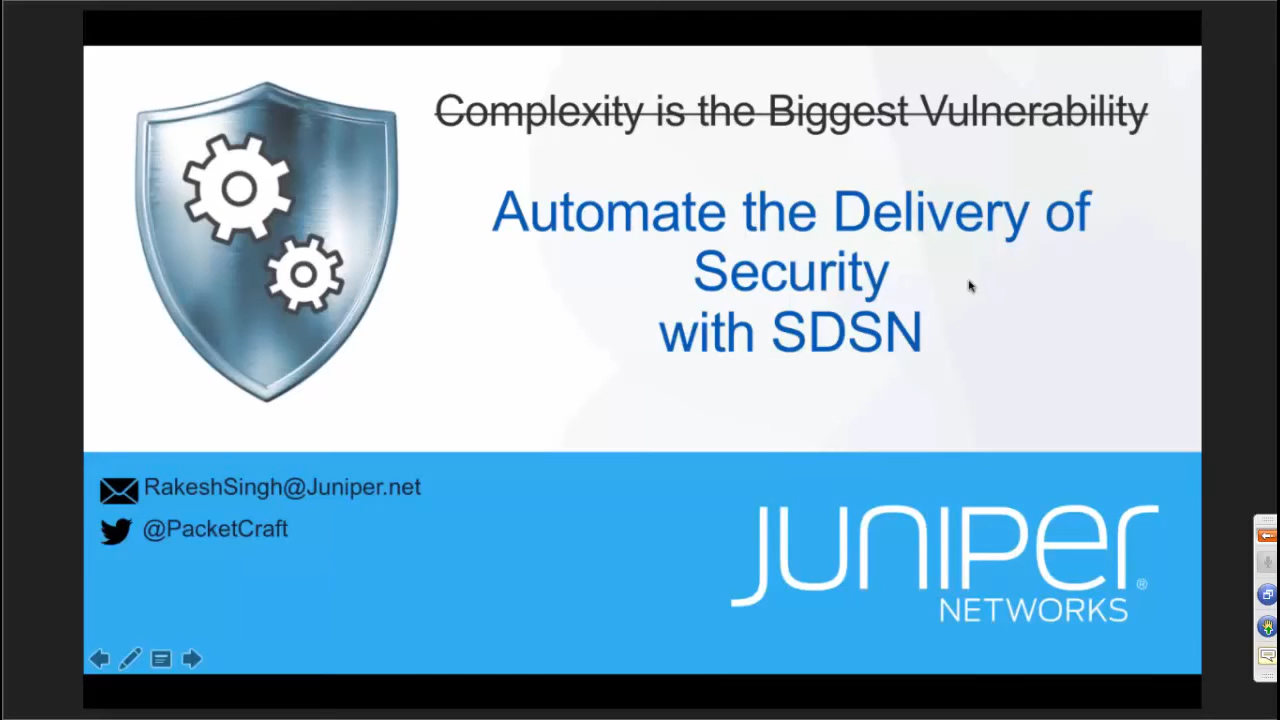 Complexity is the Biggest Vulnerability
Automate the Delivery of
Security
with SDSN
RakeshSingh@Juniper.net
@PacketCraft
JUNIPER®
NETWORKS